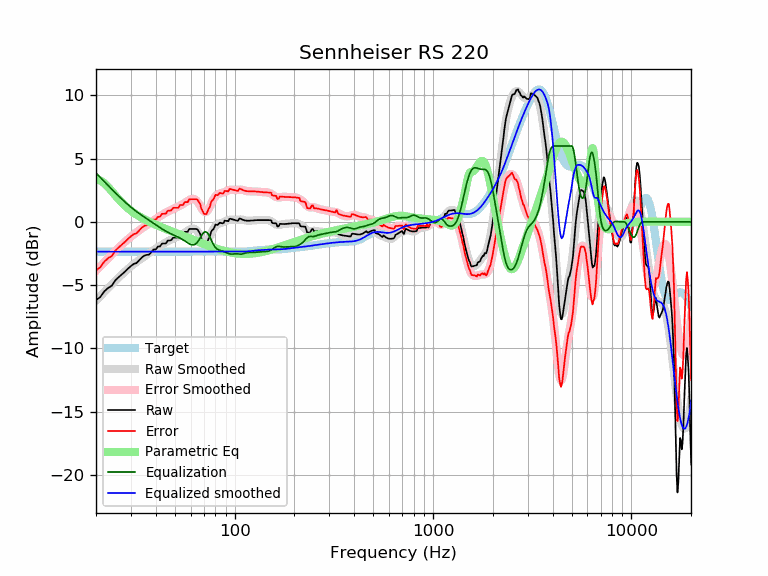 Sennheiser RS 220
10
5
0
−5
−10
−15
−20
Amplitude (dBr)
Target
Raw Smoothed
Error Smoothed
Raw
Error
Parametric Eq
Equalization
Equalized smoothed
100
1000
10000
Frequency (Hz)